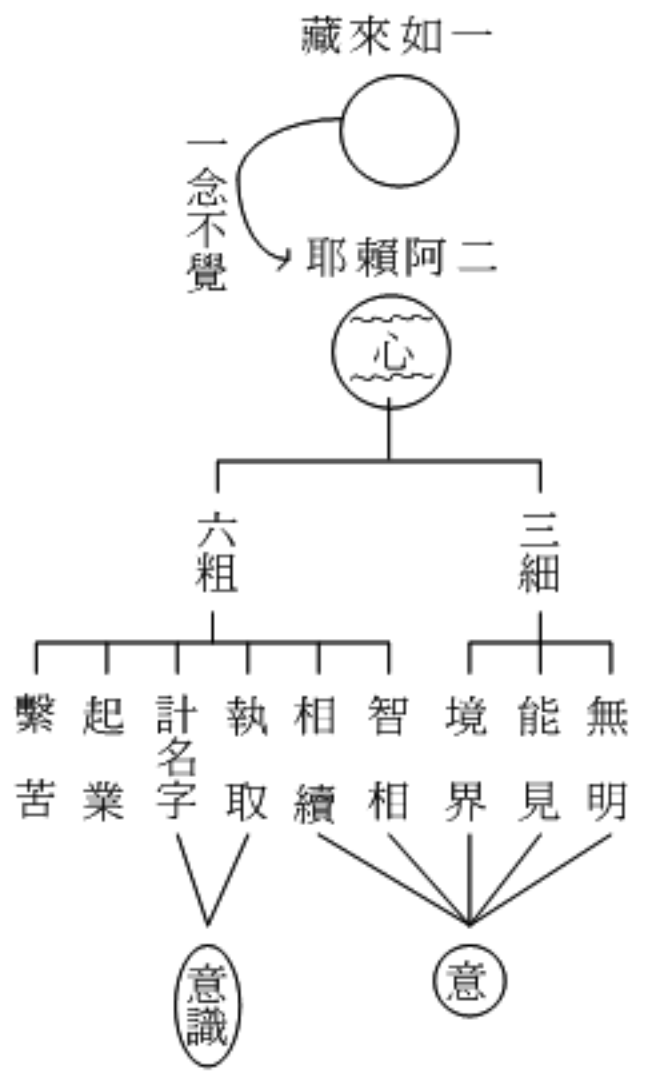 一如來藏
一念不覺
二阿賴耶
心
三細
六粗
無明
能見
境界
智相
相續
執取
計名字
起業
繫苦
意
意識